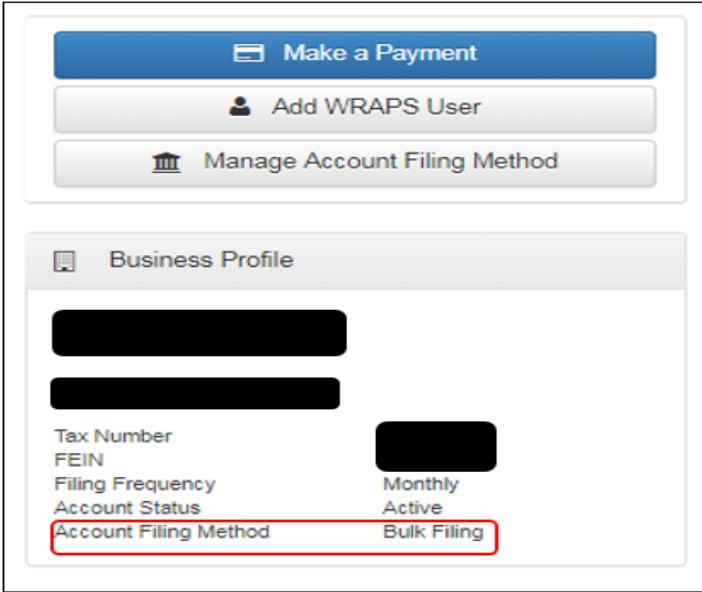 Make a Payment
Add WRAPS User
Manage Account Filing Method
Business Profile
Tax Number
FEIN
Filing Frequency Monthly
Account Status Active
Account Filing Method Bulk Filing